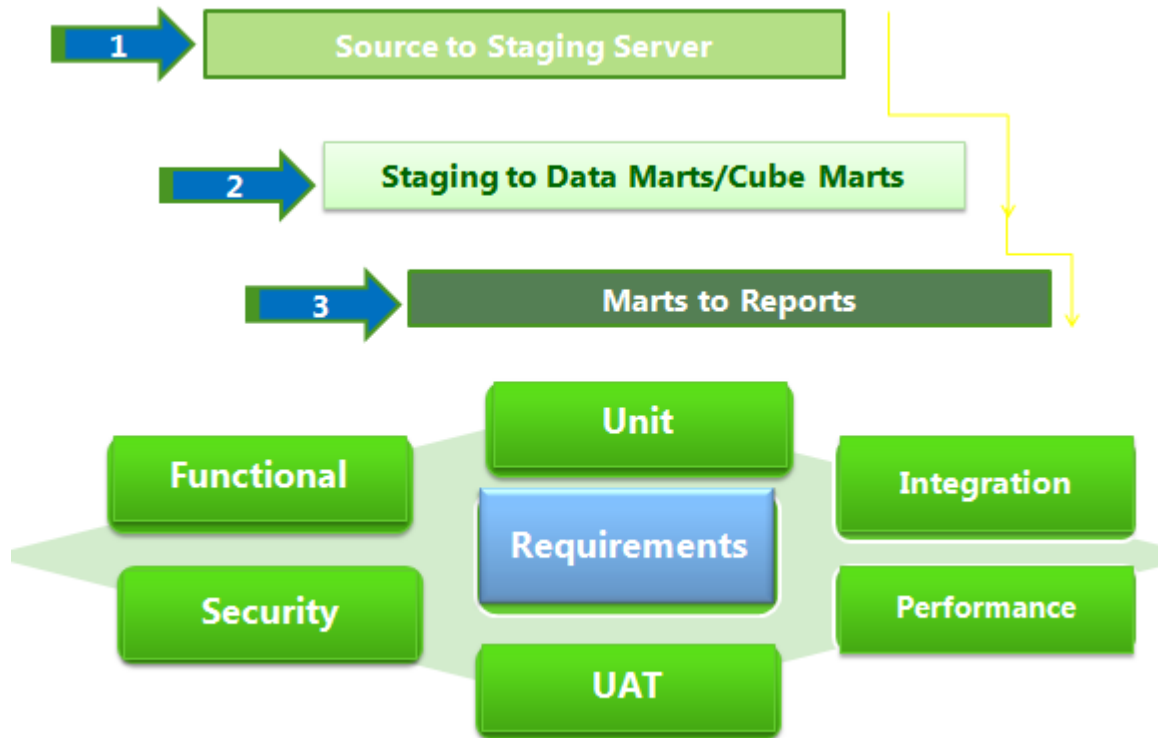 1
Source to Staging Server
2
Staging to Data Marts/Cube Marts
3
Marts to Reports
Unit
Functional
Integration
Requirements
Security
Performance
UAT